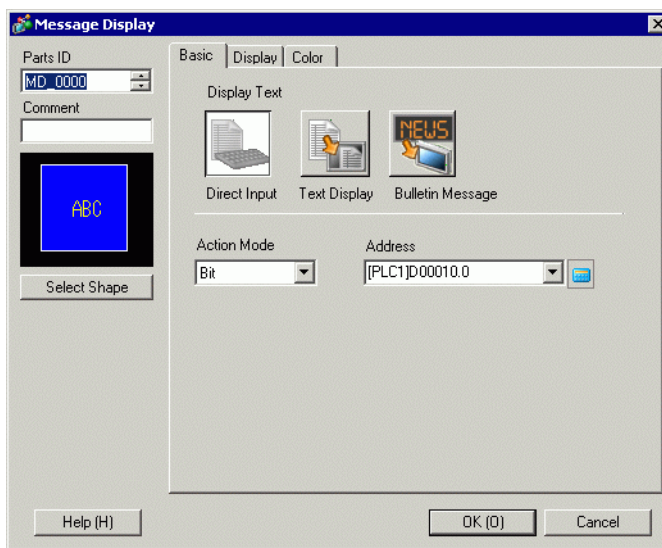 Message Display
Parts ID
MD_0000
Comment
ABC
Select Shape
Basic
Display
Color
Display Text
NEWS
Direct Input
Text Display
Bulletin Message
Action Mode
Address
Bit
[PLC1]D00010.0
Help (H)
OK (O)
Cancel